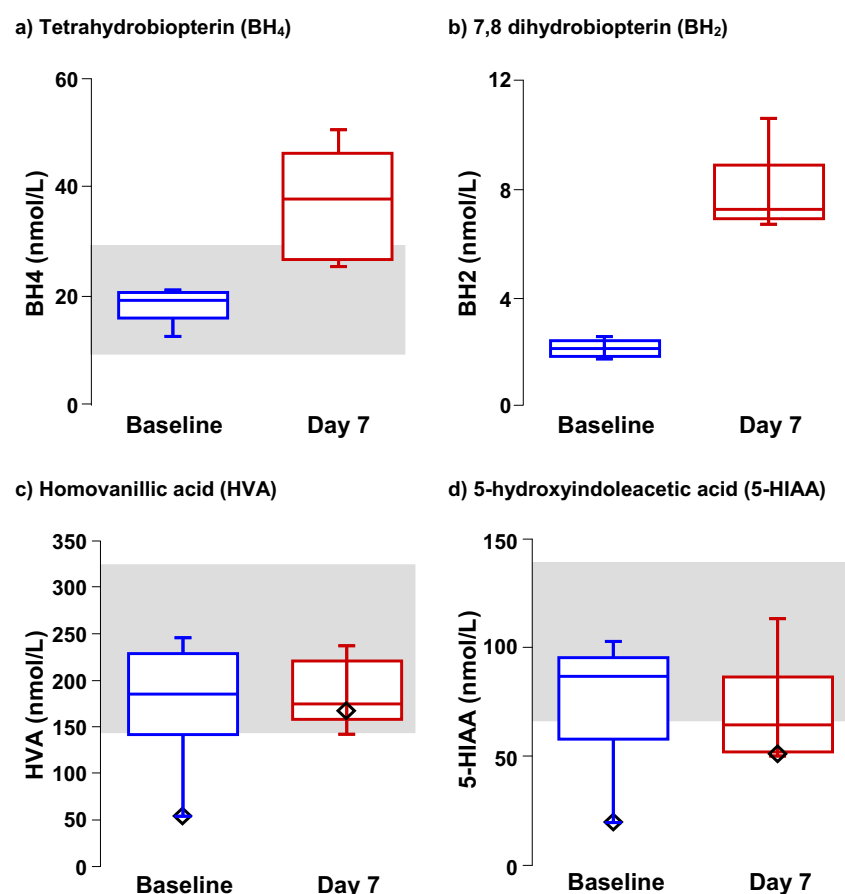 a) Tetrahydrobiopterin (BH₄)
b) 7,8 dihydrobiopterin (BH₂)
60
40
20
0
BH4 (nmol/L)
Baseline
Day 7
12
8
4
0
BH2 (nmol/L)
Baseline
Day 7
c) Homovanillic acid (HVA)
d) 5-hydroxyindoleacetic acid (5-HIAA)
350
300
250
200
150
100
50
0
HVA (nmol/L)
Baseline
Day 7
150
100
50
0
5-HIAA (nmol/L)
Baseline
Day 7